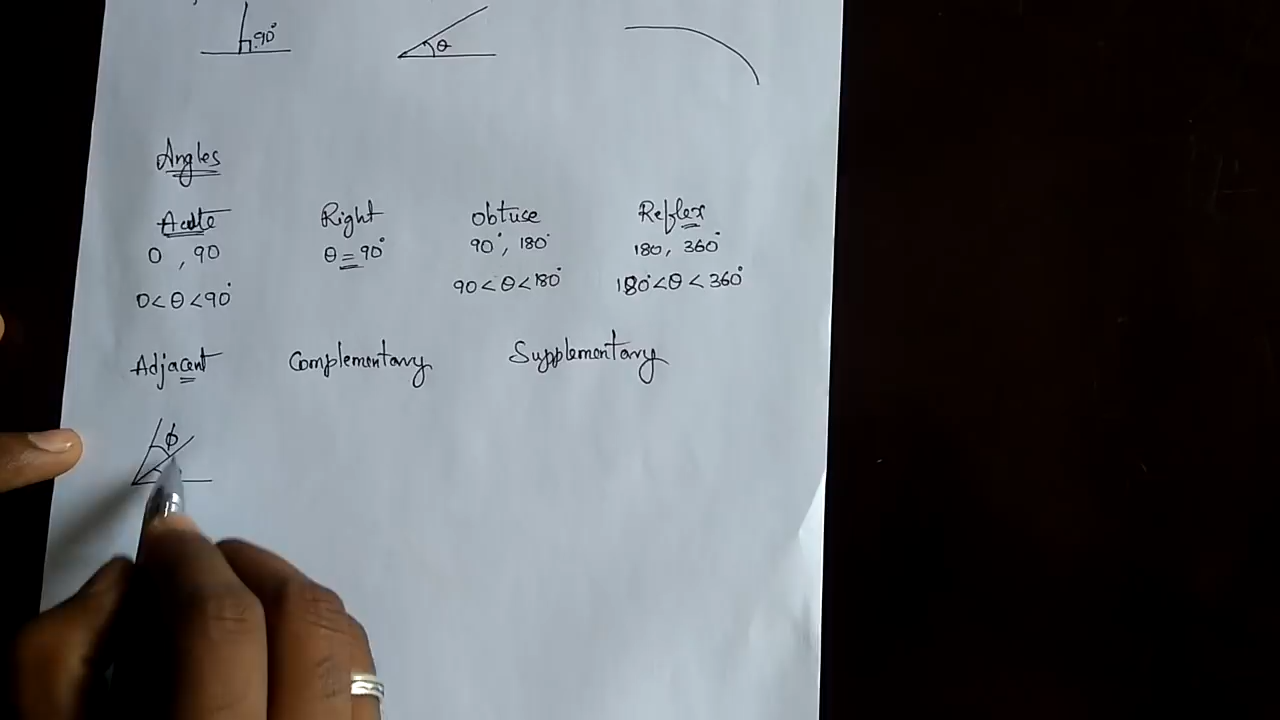 90° θ
Angles
Acute Right Obtuse Reflex
0 , 90 θ = 90° 90°, 180° 180, 360°
0 < θ < 90° 90 < θ < 180° 180° < θ < 360°
Adjacent Complementary Supplementary
ϕ